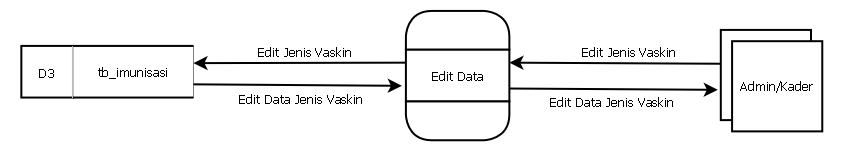 Edit Jenis Vaskin
Edit Jenis Vaskin
D3
tb_imunisasi
Edit Data
Admin/Kader
Edit Data Jenis Vaskin
Edit Data Jenis Vaskin